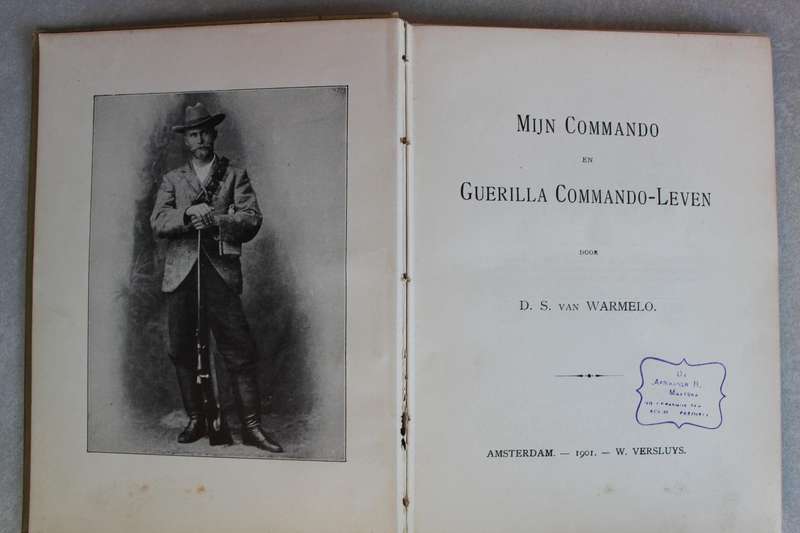 MIJN COMMANDO
EN
GUERILLA COMMANDO-LEVEN
DOOR
D. S. VAN WARMELO.
AMSTERDAM. — 1901. — W. VERSLUYS.